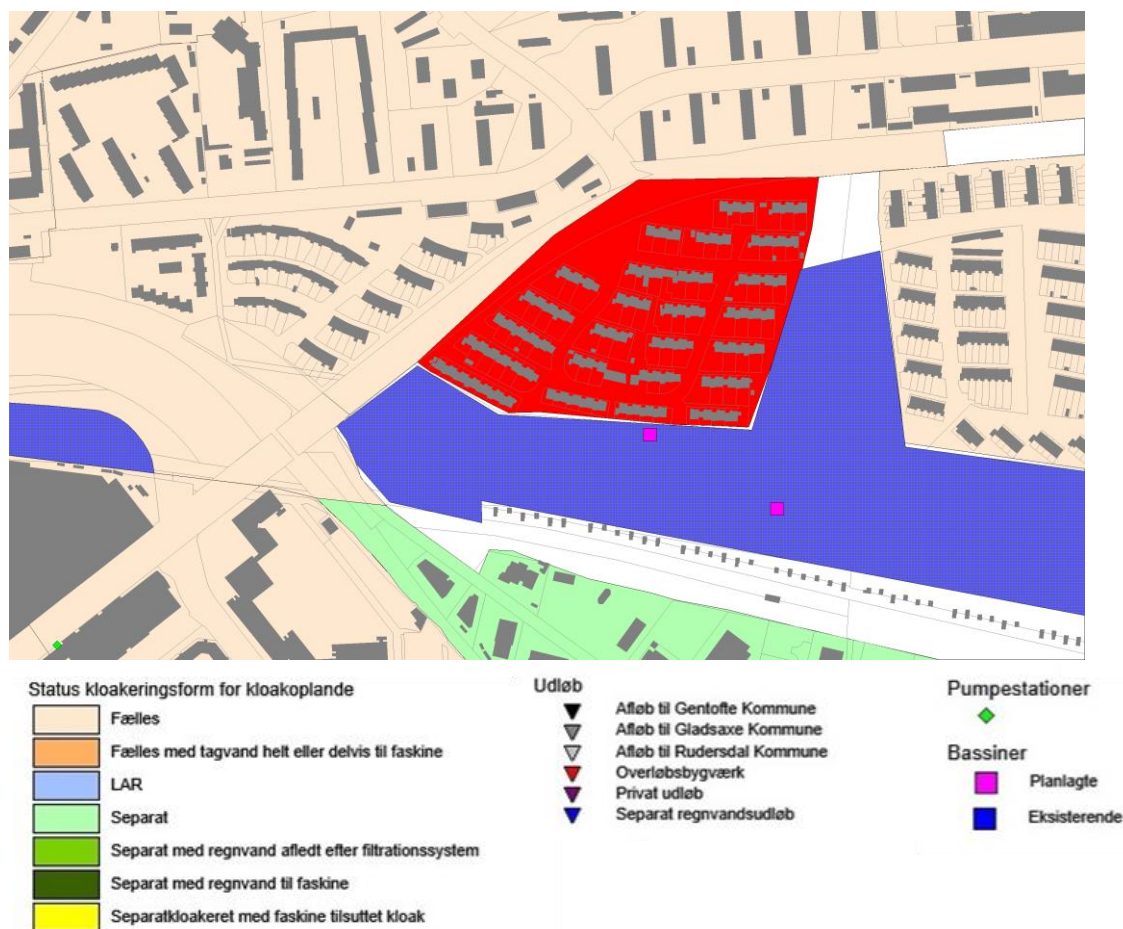 Status kloakeringsform for kloakoplande
Fælles
Fælles med tagvand helt eller delvis til faskine
LAR
Separat
Separat med regnvand afledt efter filtrationssystem
Separat med regnvand til faskine
Separatkloakeret med faskine tilsuttet kloak
Udløb
Afløb til Gentofte Kommune
Afløb til Gladsaxe Kommune
Afløb til Rudersdal Kommune
Overløbsbygværk
Privat udløb
Separat regnvandsudløb
Pumpestationer
Bassiner
Planlagte
Eksisterende